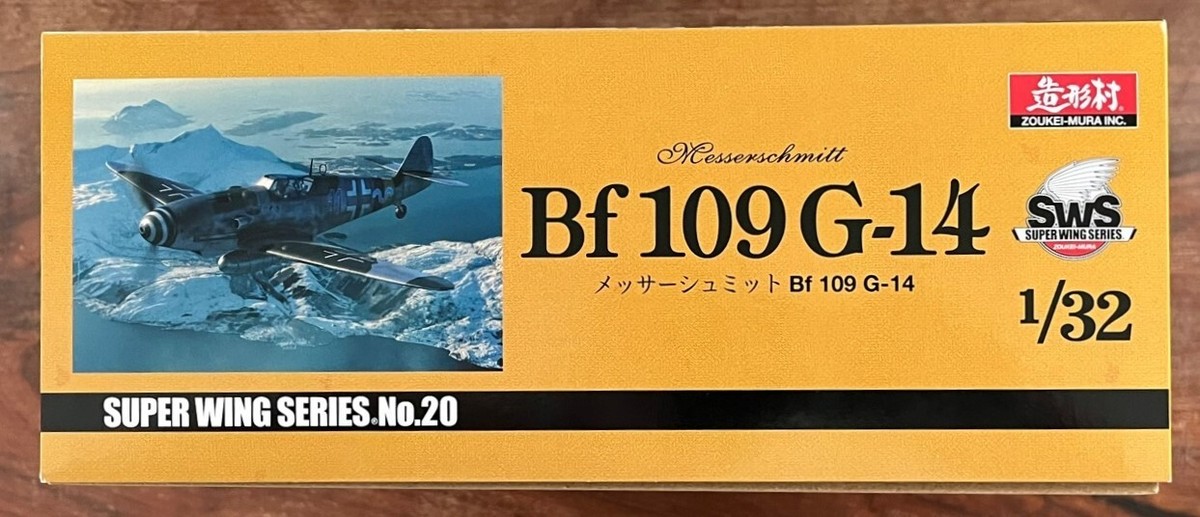 造形村
ZOUKEI-MURA INC.
Messerschmitt
Bf 109 G-14
メッサーシュミット Bf 109 G-14
SWS
SUPER WING SERIES
ZOUKEI-MURA
1/32
SUPER WING SERIES® No.20